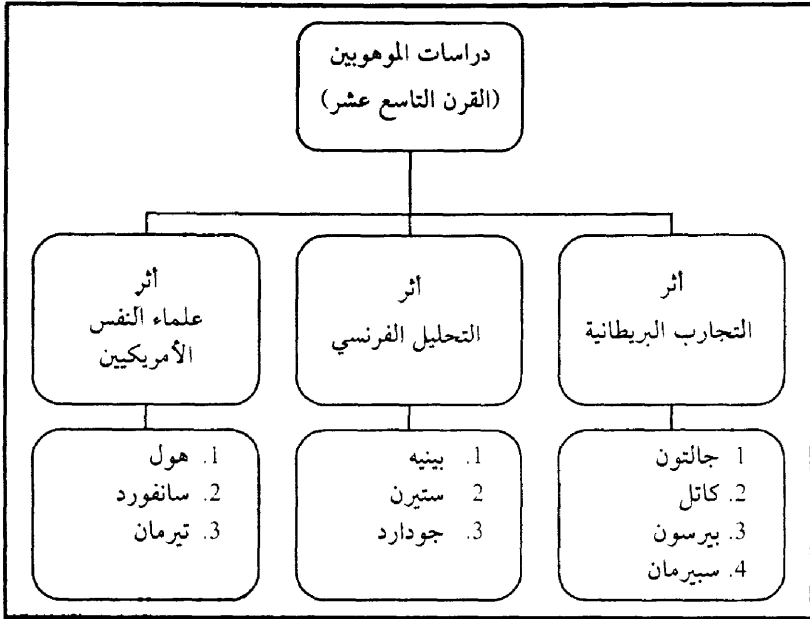 دراسات الموهوبين
(القرن التاسع عشر)
أثر
التجارب البريطانية
أثر
التحليل الفرنسي
أثر
علماء النفس
الأمريكيين
1 جالتون
2. كاتل
3. بيرسون
4. سبيرمان
1. بينيه
2 ستيرن
3. جودارد
1. هول
2. سانفورد
3. تيرمان